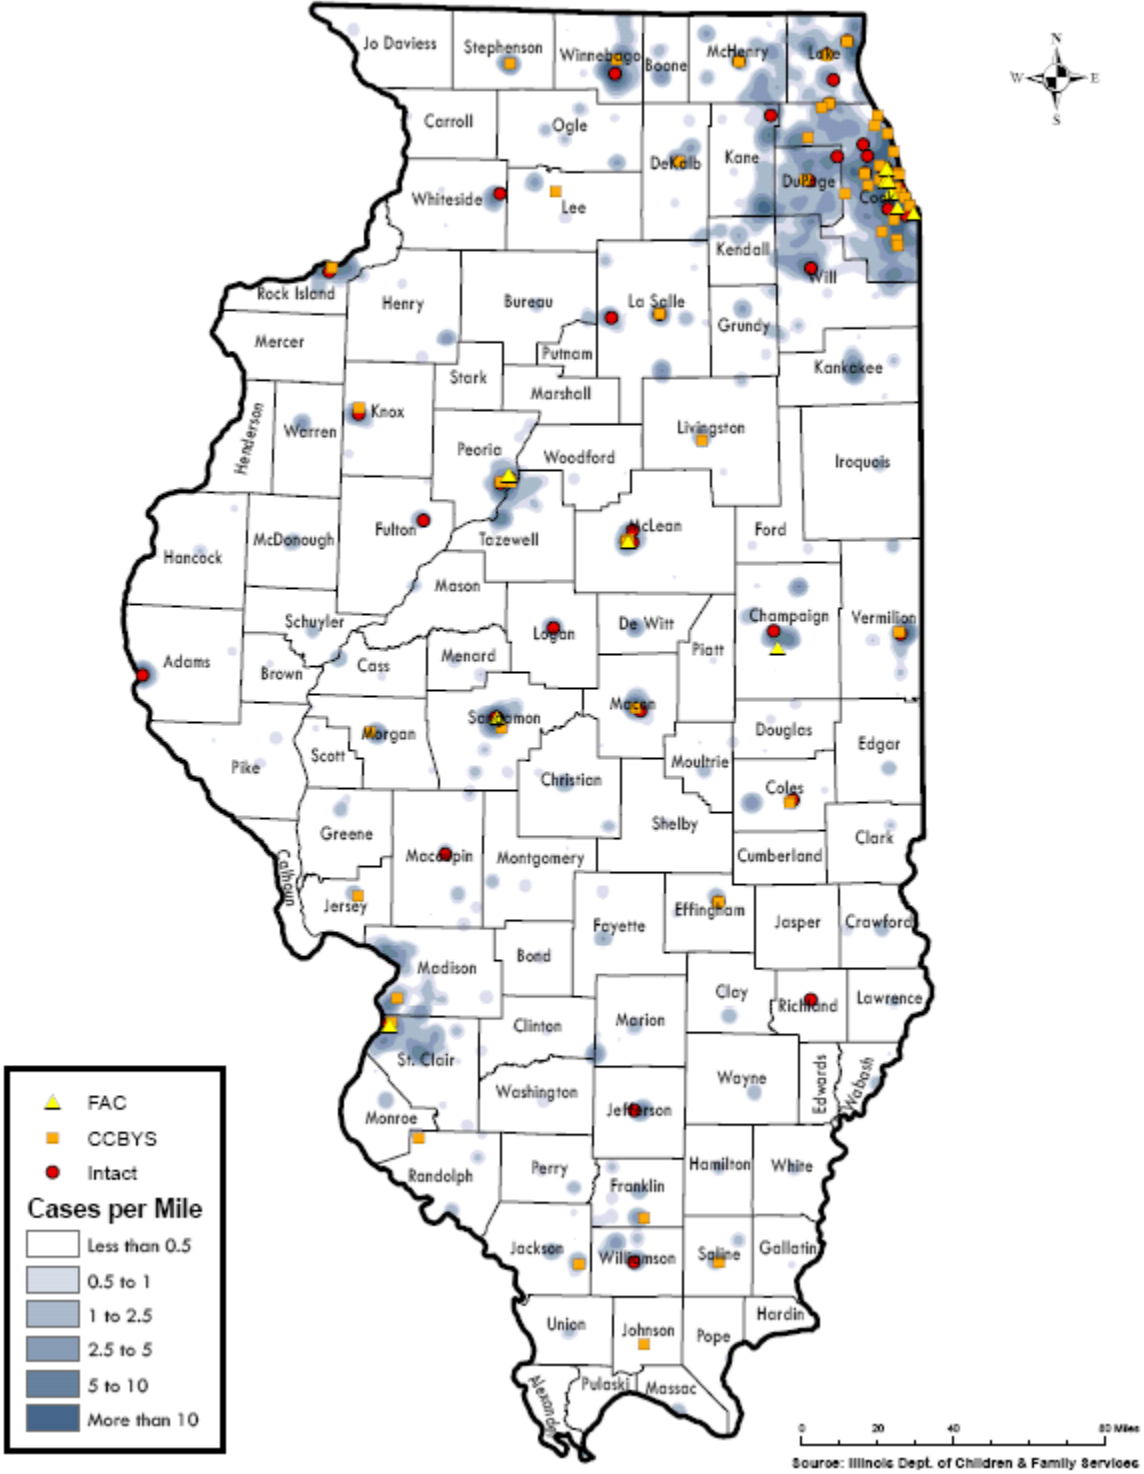 N
W E
S
Jo Daviess
Stephenson
Winnebago
Boone
McHenry
Lake
Carroll
Ogle
DeKalb
Kane
DuPage
Cook
Whiteside
Lee
Kendall
Will
Rock Island
Henry
Bureau
La Salle
Grundy
Mercer
Putnam
Kankakee
Stark
Marshall
Henderson
Warren
Knox
Peoria
Woodford
Livingston
Iroquois
Hancock
McDonough
Fulton
Tazewell
McLean
Ford
Mason
Schuyler
Logan
De Witt
Champaign
Vermilion
Adams
Brown
Cass
Menard
Piatt
Macon
Sangamon
Morgan
Scott
Pike
Christian
Moultrie
Douglas
Edgar
Coles
Greene
Shelby
Clark
Macoupin
Montgomery
Cumberland
Calhoun
Jersey
Fayette
Effingham
Jasper
Crawford
Madison
Bond
Clay
Richland
Lawrence
Clinton
Marion
St. Clair
Washington
Wayne
Edwards
Wabash
Monroe
Jefferson
Randolph
Perry
Franklin
Hamilton
White
Jackson
Williamson
Saline
Gallatin
Union
Johnson
Pope
Hardin
Alexander
Pulaski
Massac
FAC
CCBYS
Intact
Cases per Mile
Less than 0.5
0.5 to 1
1 to 2.5
2.5 to 5
5 to 10
More than 10
0 20 40 80 Miles
Source: Illinois Dept. of Children & Family Services